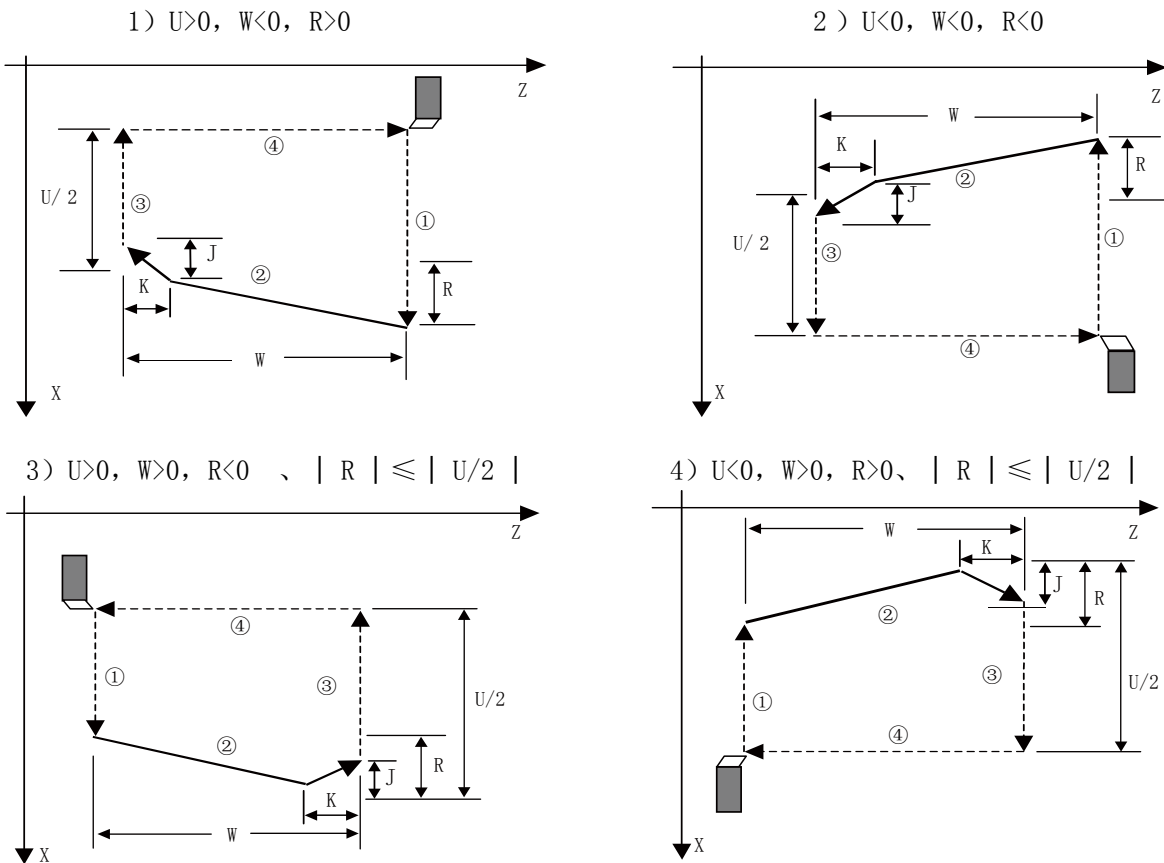 1) U>0, W<0, R>0
Z
④
U/2
③
①
J
②
K
R
W
X
2) U<0, W<0, R<0
Z
W
K
R
②
J
U/2
③
①
④
X
3) U>0, W>0, R<0 、| R | ≤ | U/2 |
Z
④
①
③
U/2
②
R
J
K
W
X
4) U<0, W>0, R>0、| R | ≤ | U/2 |
W
Z
K
J
R
②
③
U/2
①
④
X